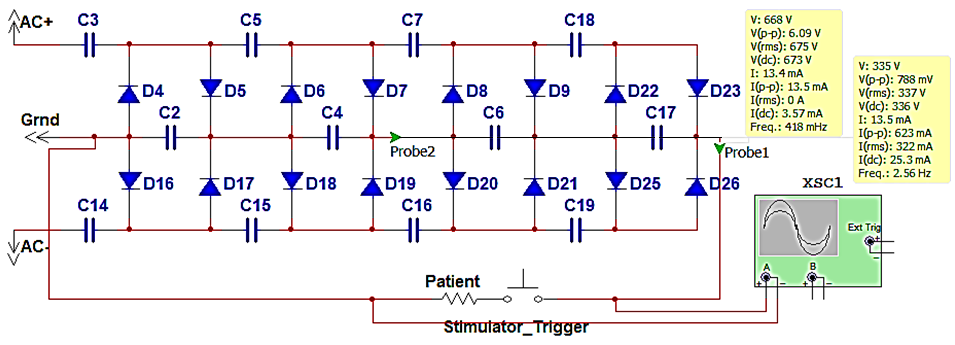 AC+
C3
C5
C7
C18
D4
D5
D6
D7
D8
D9
D22
D23
Grnd
C2
C4
C6
C17
Probe2
Probe1
D16
D17
D18
D19
D20
D21
D25
D26
C14
C15
C16
C19
AC-
Patient
Stimulator_Trigger
V: 668 V
V(p-p): 6.09 V
V(rms): 675 V
V(dc): 673 V
I: 13.4 mA
I(p-p): 13.5 mA
I(rms): 0 A
I(dc): 3.57 mA
Freq.: 418 mHz
V: 335 V
V(p-p): 788 mV
V(rms): 337 V
V(dc): 336 V
I: 13.5 mA
I(p-p): 623 mA
I(rms): 322 mA
I(dc): 25.3 mA
Freq.: 2.56 Hz
XSC1
Ext Trig
+
-
A
B
+ - + -